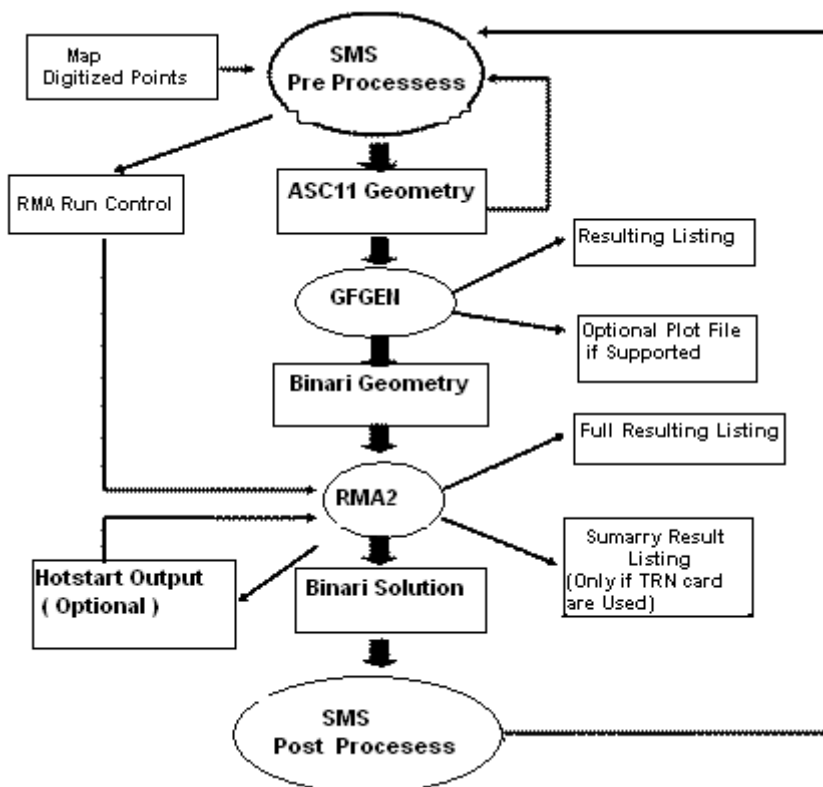 SMS
Pre Processess
Map
Digitized Points
RMA Run Control
ASC11 Geometry
Resulting Listing
GFGEN
Optional Plot File
if Supported
Binari Geometry
Full Resulting Listing
RMA2
Sumarry Result
Listing
(Only if TRN card
are Used)
Hotstart Output
( Optional )
Binari Solution
SMS
Post Procesess